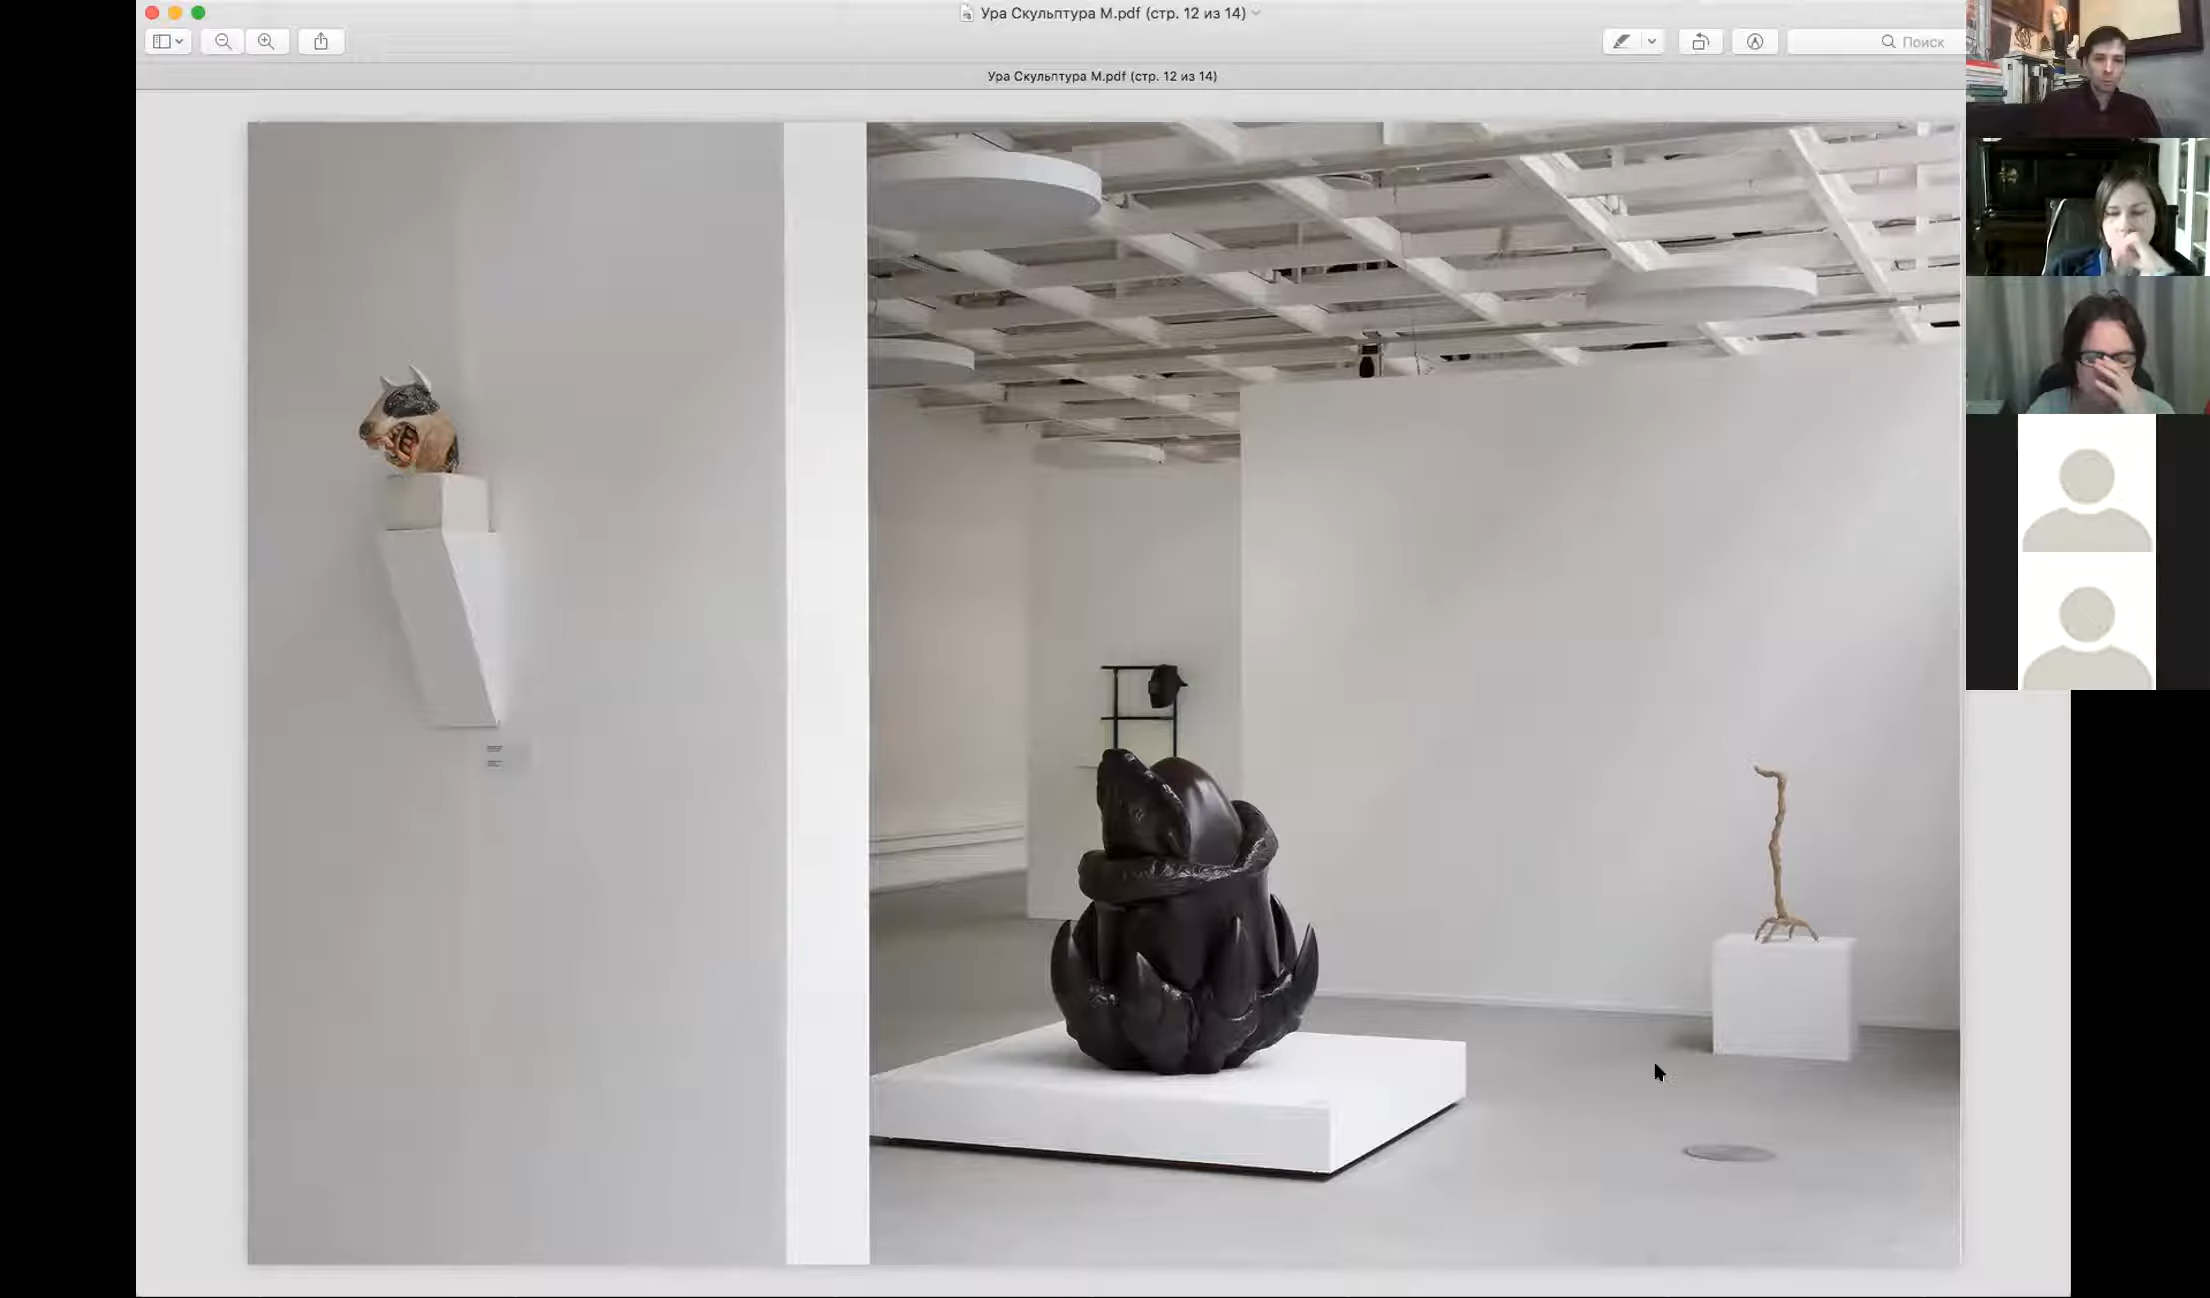 Ура Скульптура М.pdf (стр. 12 из 14)
Поиск
Ура Скульптура М.pdf (стр. 12 из 14)